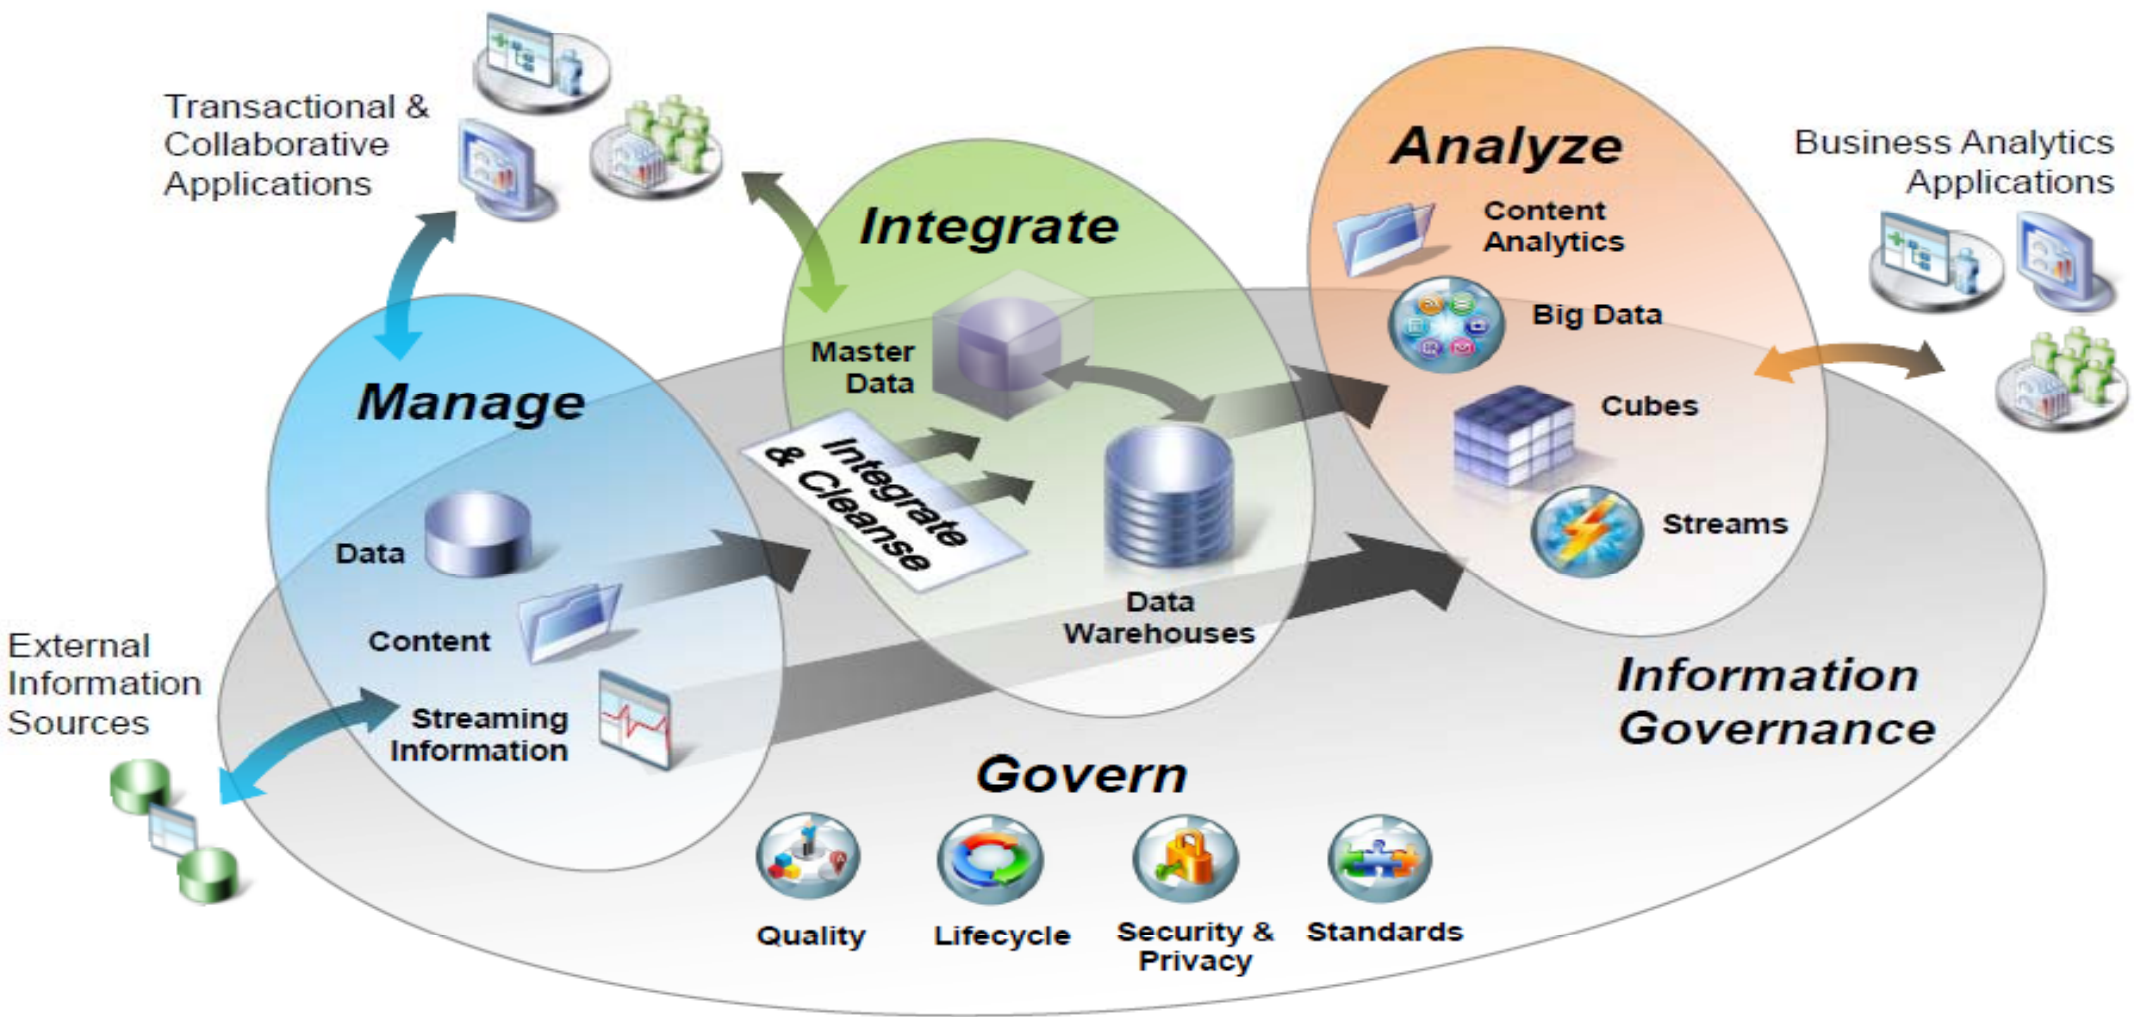 Transactional &
Collaborative
Applications
Analyze
Business Analytics
Applications
Integrate
Content
Analytics
Big Data
Master
Data
Manage
Cubes
Integrate
& Cleanse
Streams
Data
Data
Warehouses
Content
External
Information
Sources
Streaming
Information
Information
Governance
Govern
Quality
Lifecycle
Security &
Privacy
Standards